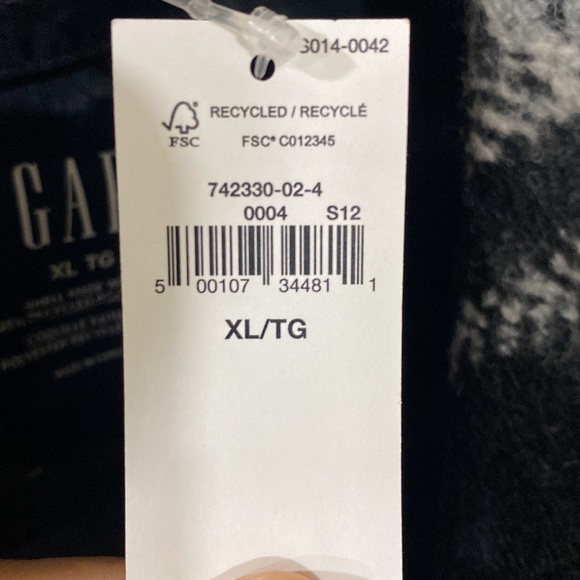 S014-0042
RECYCLED / RECYCLÉ
FSC
FSC® C012345
742330-02-4
0004 S12
5 00107 34481 1
XL/TG
GAP
XL TG